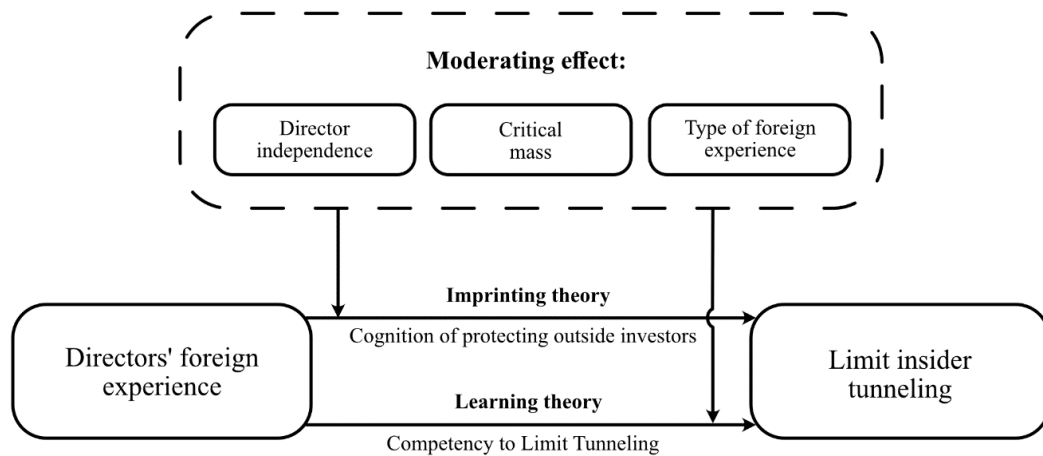 Moderating effect:
Director
independence
Critical
mass
Type of foreign
experience
Directors' foreign
experience
Imprinting theory
Cognition of protecting outside investors
Learning theory
Competency to Limit Tunneling
Limit insider
tunneling